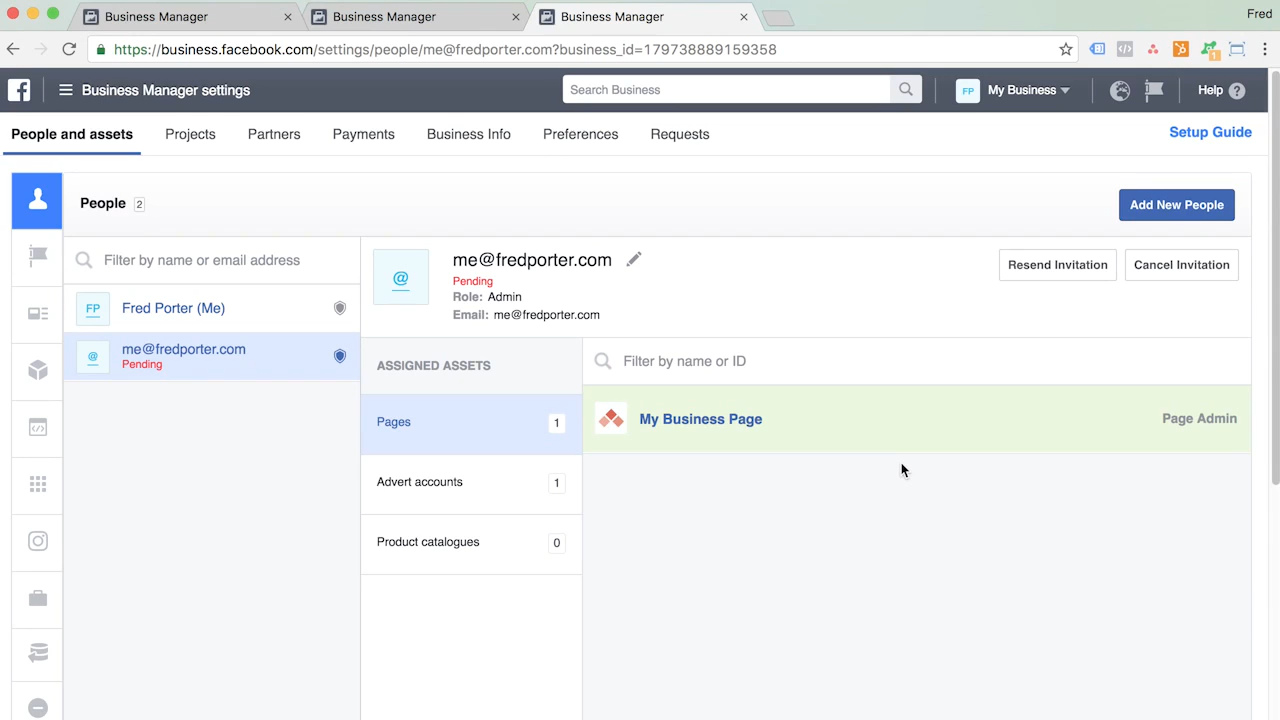 Business Manager
Business Manager
Business Manager
Fred
https://business.facebook.com/settings/people/me@fredporter.com?business_id=179738889159358
1
Business Manager settings
Search Business
FP
My Business
Help ?
People and assets
Projects
Partners
Payments
Business Info
Preferences
Requests
Setup Guide
People 2
Add New People
Filter by name or email address
FP
Fred Porter (Me)
@
me@fredporter.com
Pending
@
me@fredporter.com
Pending
Role: Admin
Email: me@fredporter.com
Resend Invitation
Cancel Invitation
ASSIGNED ASSETS
Pages 1
Advert accounts 1
Product catalogues 0
Filter by name or ID
My Business Page
Page Admin